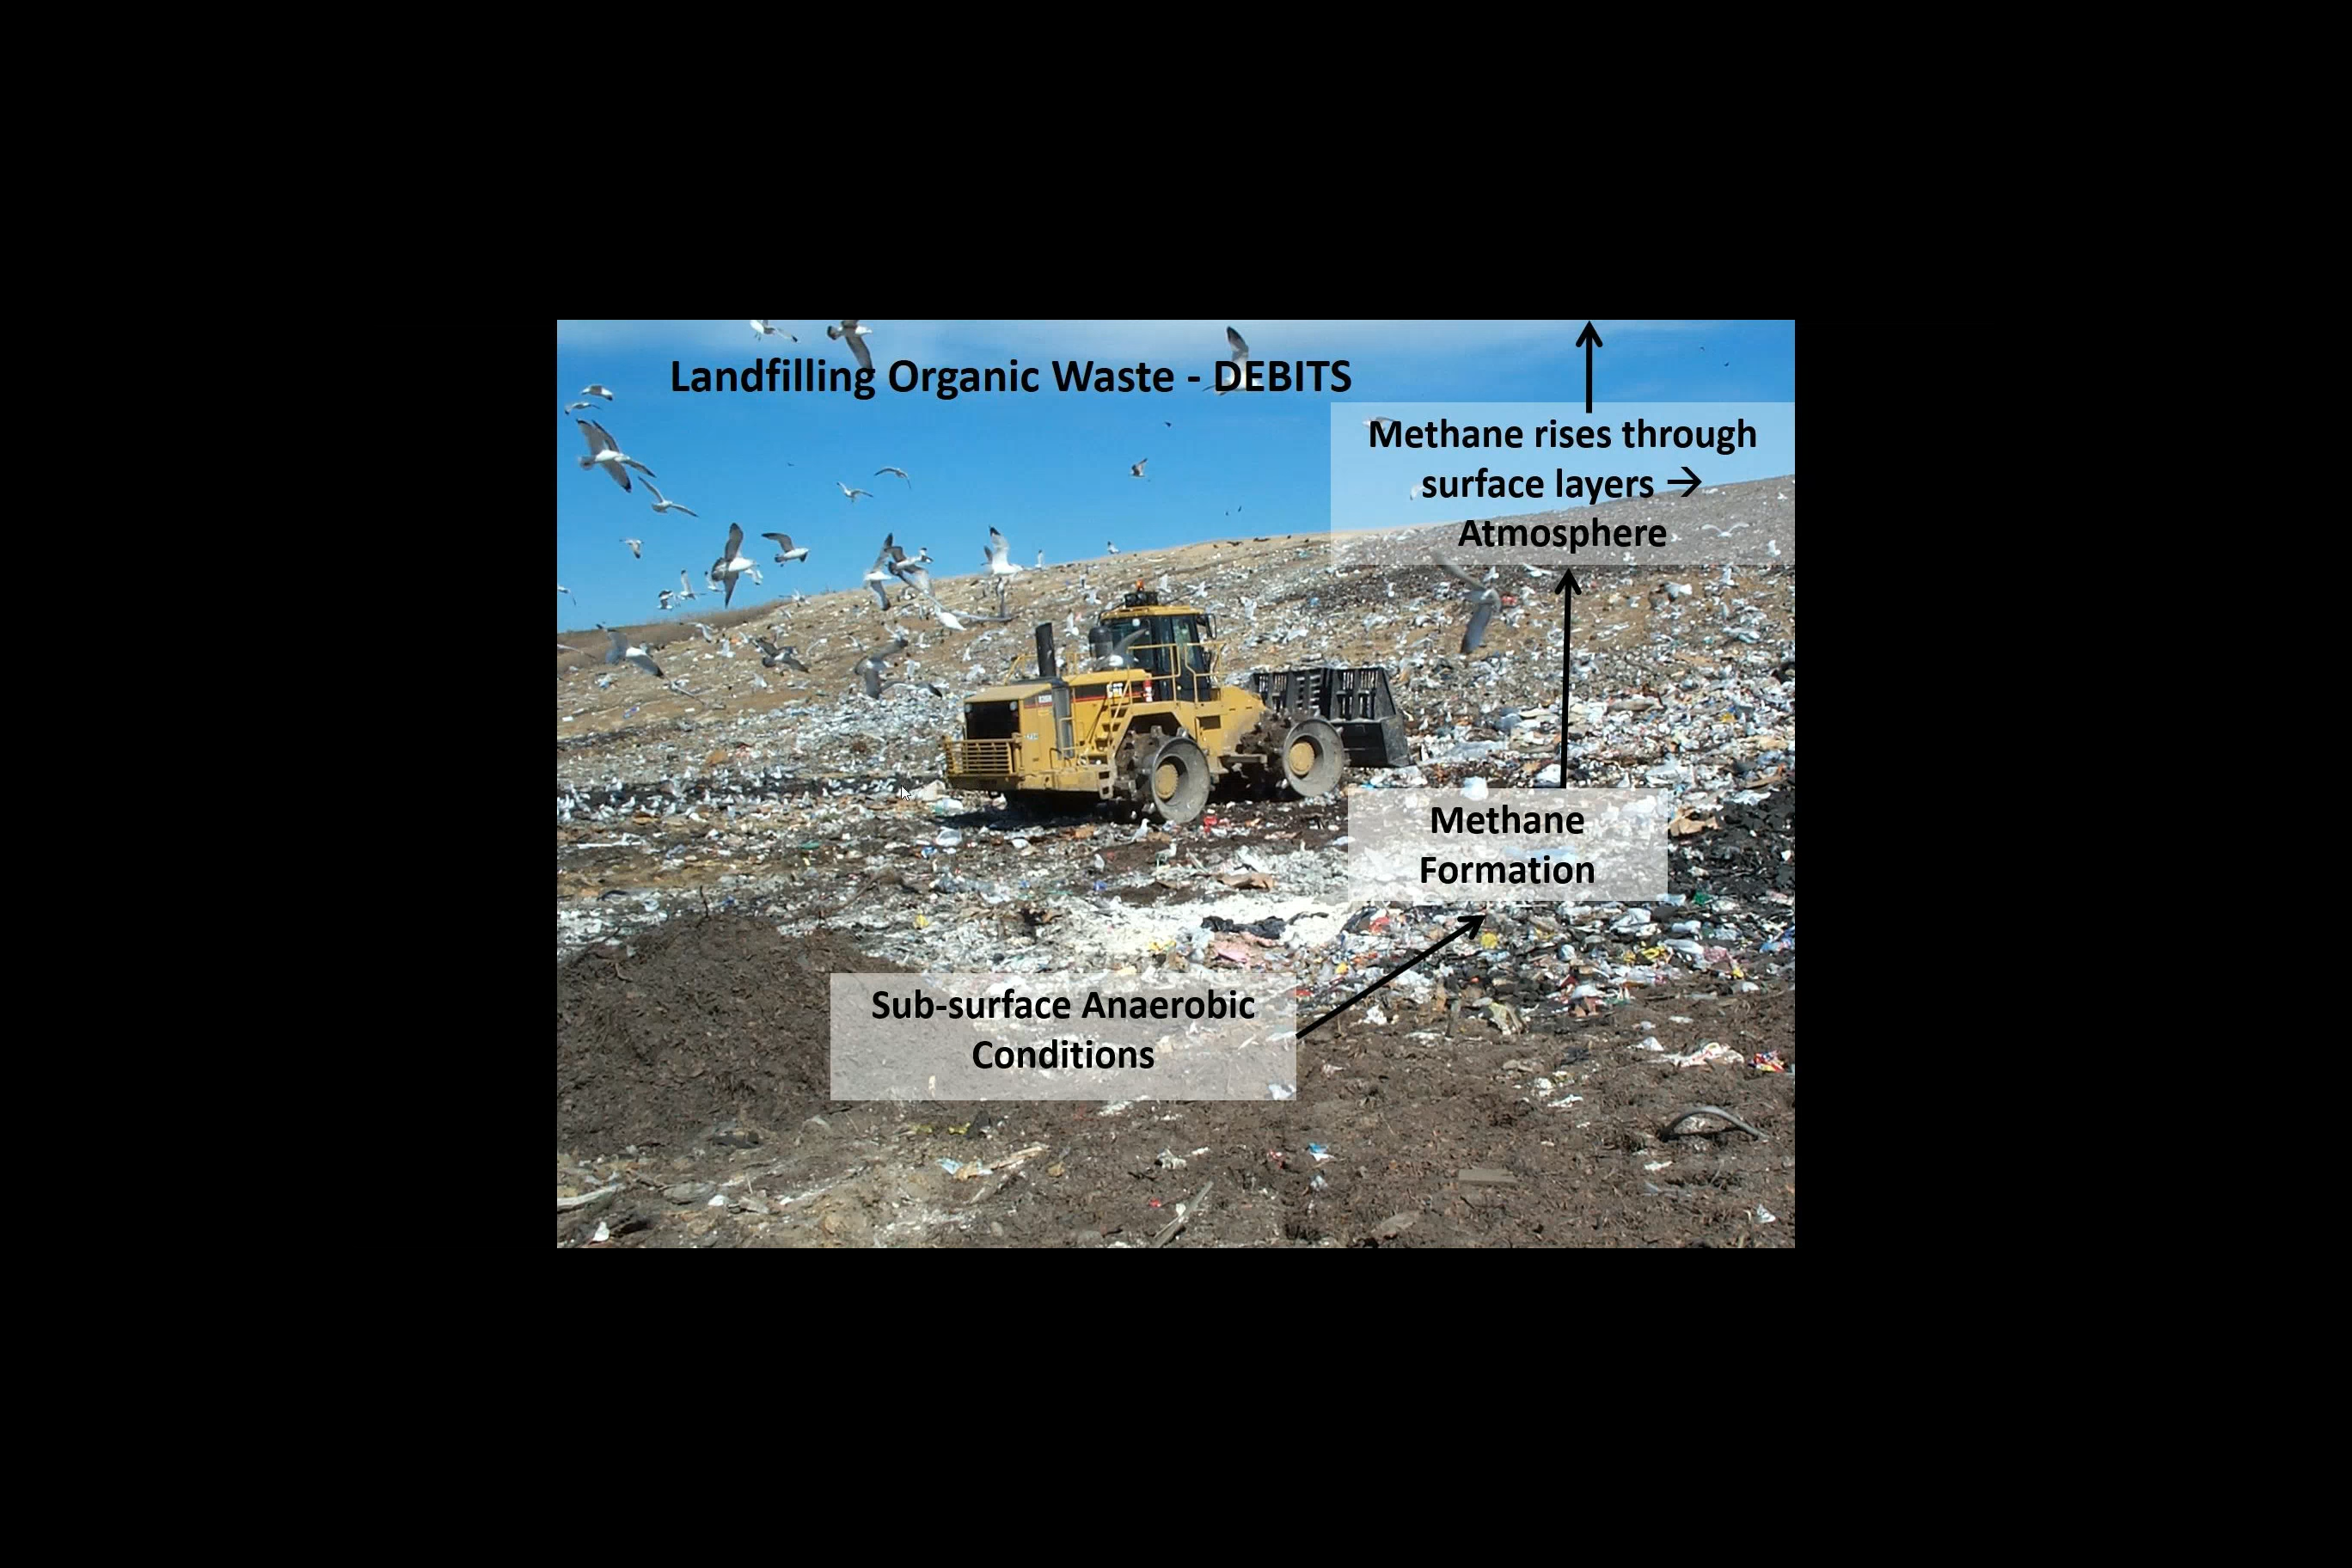 Landfilling Organic Waste - DEBITS
Methane rises through
surface layers →
Atmosphere
Methane
Formation
Sub-surface Anaerobic
Conditions